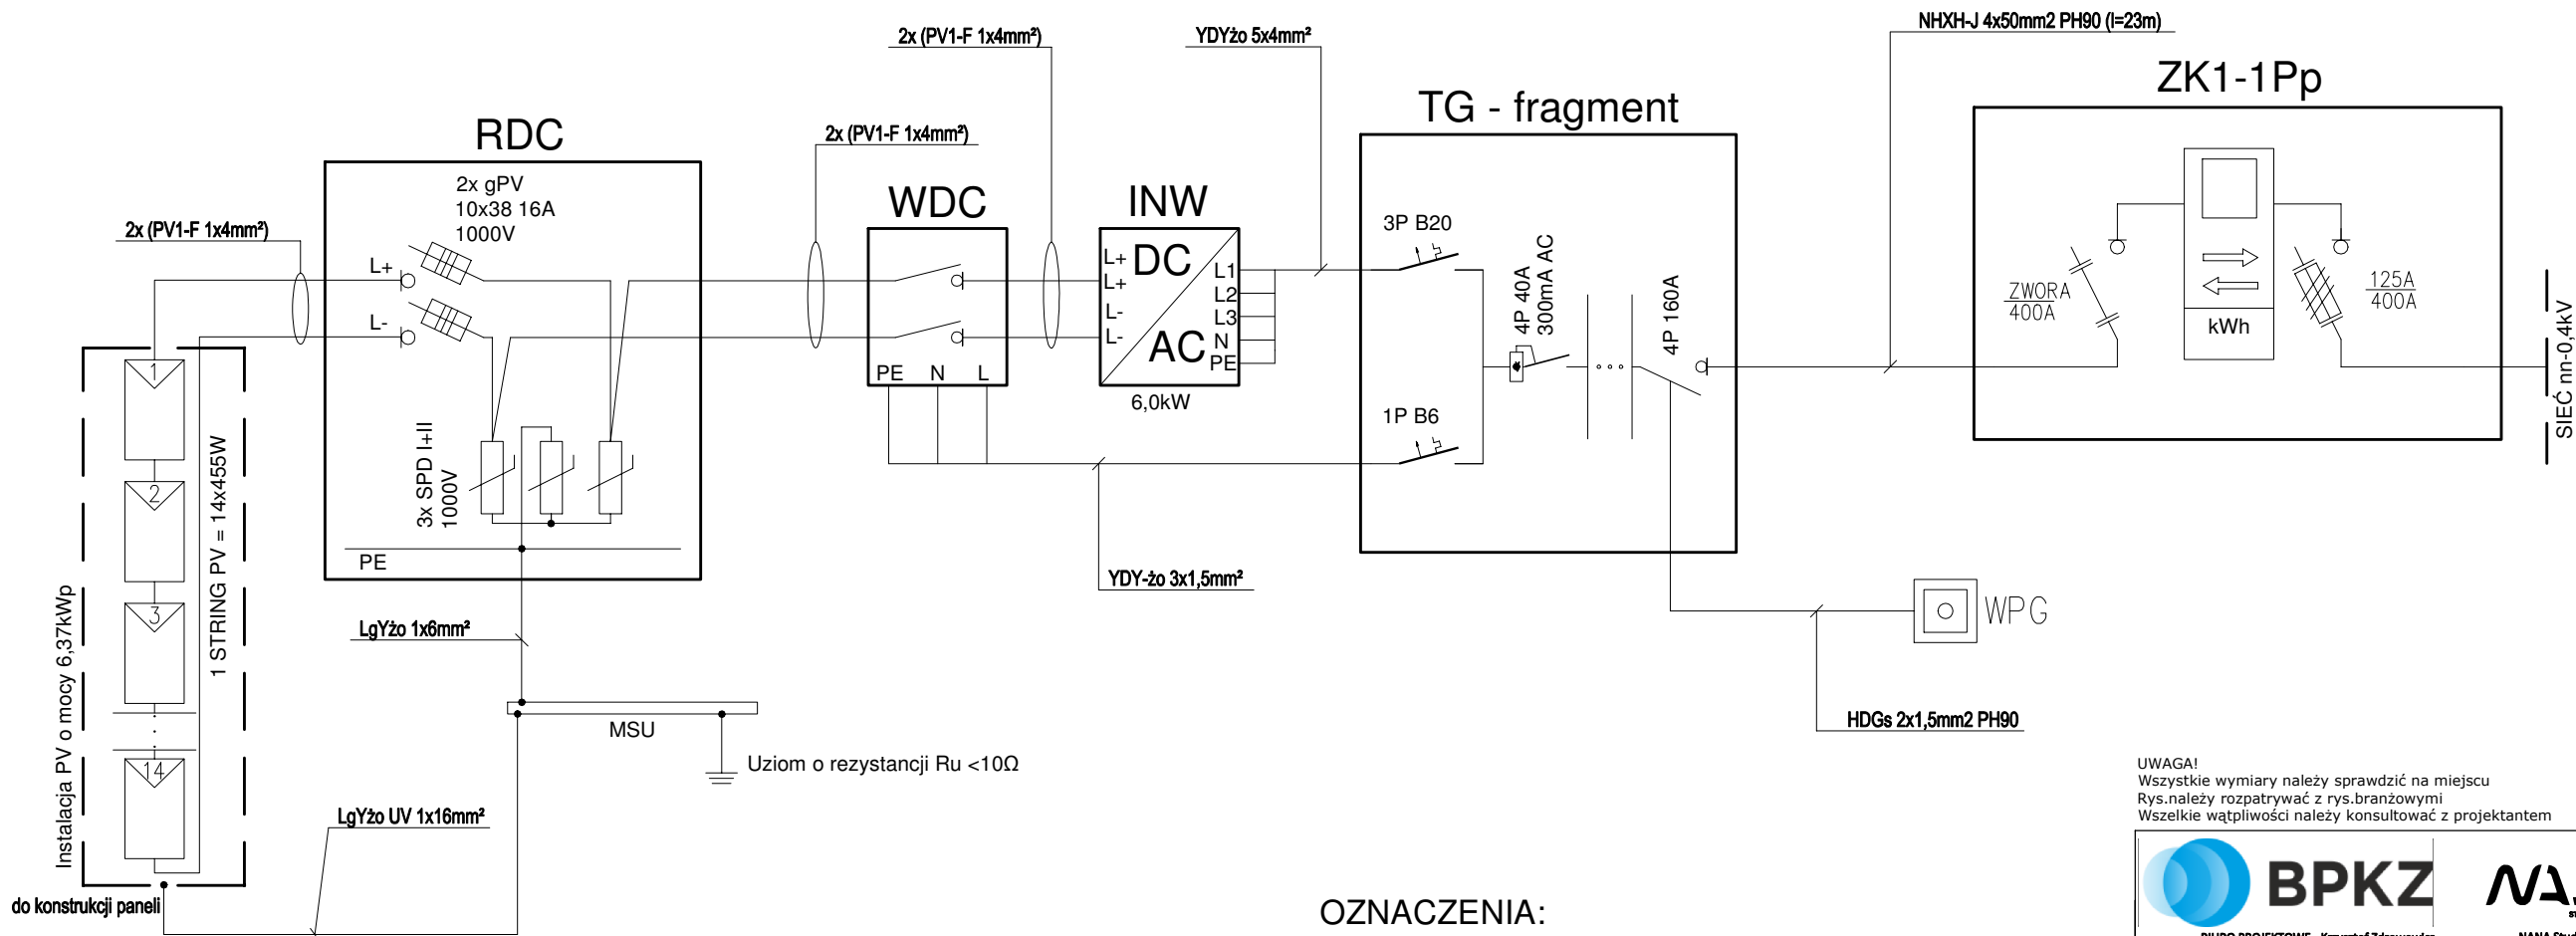 NHXH-J 4x50mm2 PH90 (l=23m)
2x (PV1-F 1x4mm²)
YDYżo 5x4mm²
ZK1-1Pp
TG - fragment
RDC
2x (PV1-F 1x4mm²)
2x gPV
10x38 16A
1000V
WDC
INW
2x (PV1-F 1x4mm²)
L+
L-
L+
L+
L-
L-
DC
AC
L1
L2
L3
N
PE
PE N L
6,0kW
3P B20
1P B6
4P 40A
300mA AC
4P 160A
ZWORA
400A
kWh
125A
400A
SIEĆ nn-0,4kV
1
2
3
14
1 STRING PV = 14x455W
Instalacja PV o mocy 6,37kWp
3x SPD I+II
1000V
PE
YDY-żo 3x1,5mm²
LgYżo 1x6mm²
WPG
HDGs 2x1,5mm2 PH90
MSU
Uziom o rezystancji Ru <10Ω
LgYżo UV 1x16mm²
do konstrukcji paneli
UWAGA!
Wszystkie wymiary należy sprawdzić na miejscu
Rys.należy rozpatrywać z rys.branżowymi
Wszelkie wątpliwości należy konsultować z projektantem
BPKZ
OZNACZENIA: